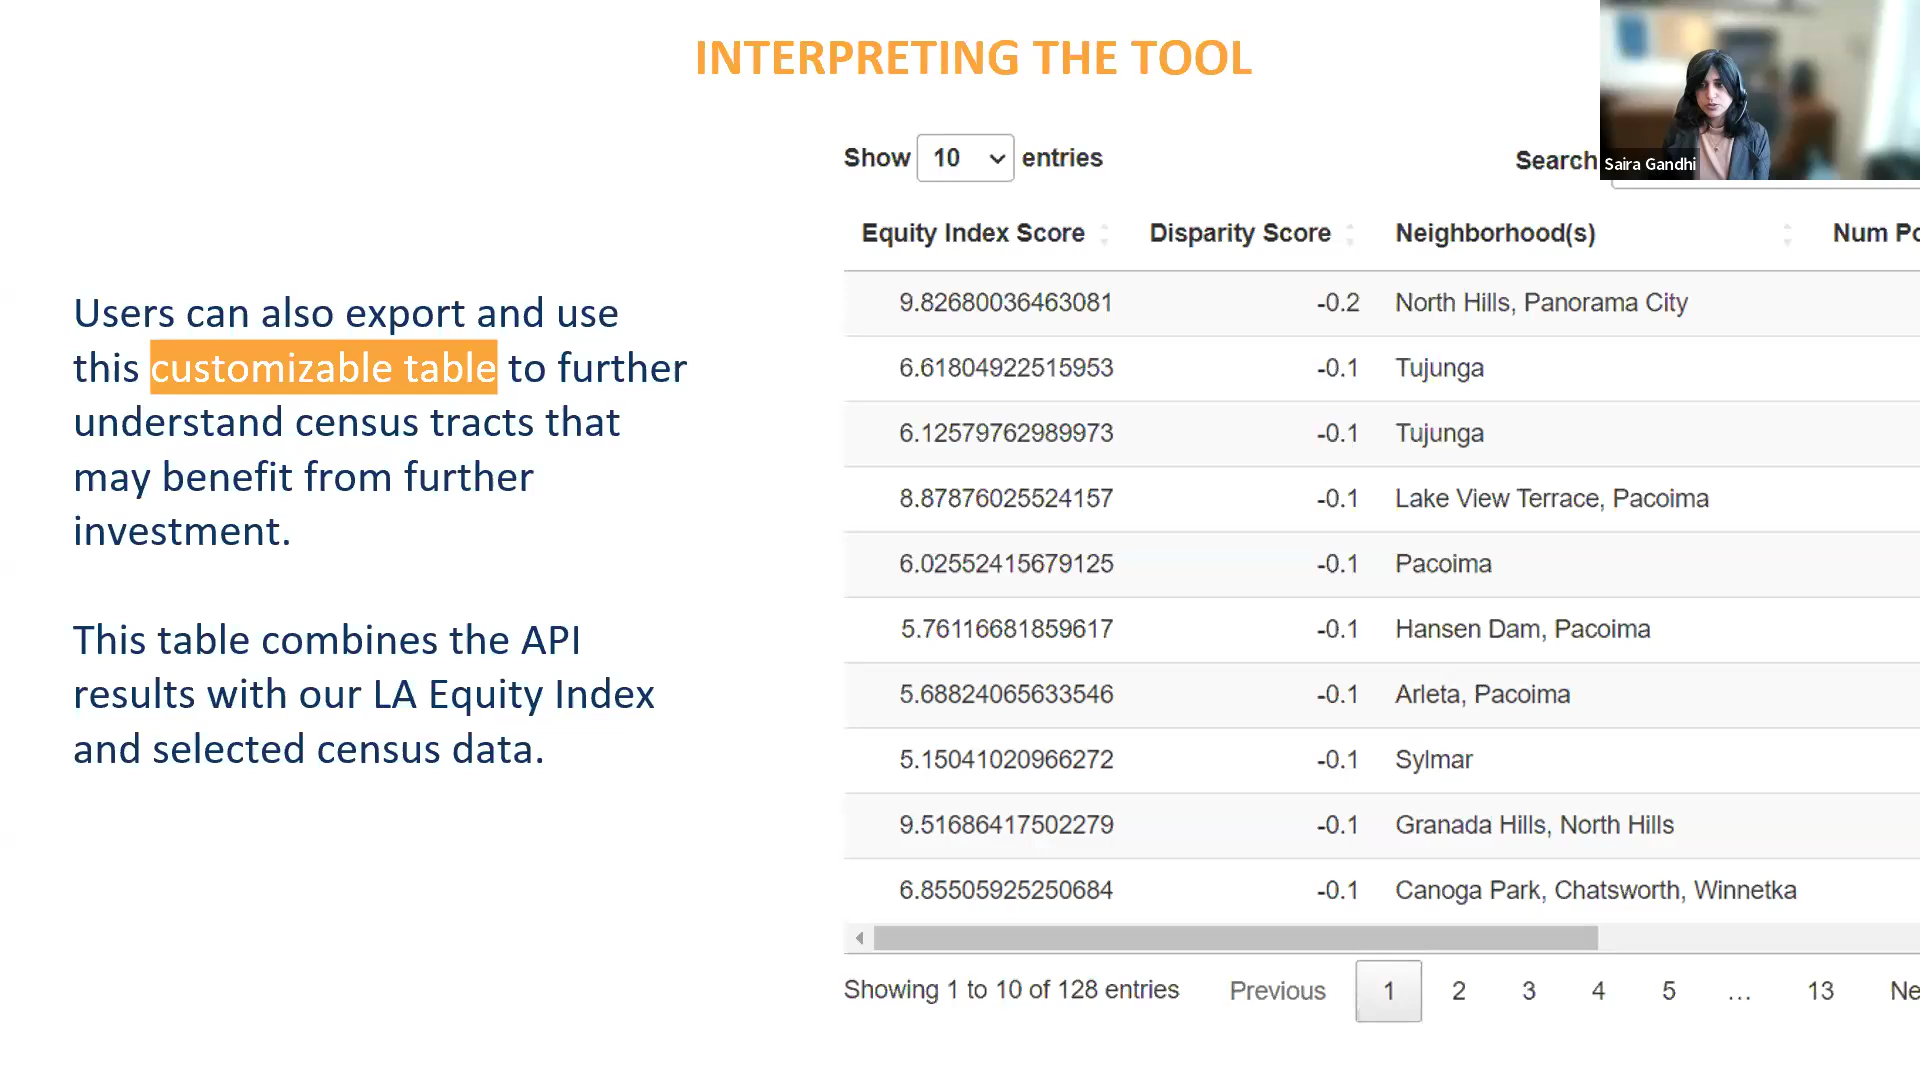 INTERPRETING THE TOOL
Saira Gandhi
Users can also export and use
this customizable table to further
understand census tracts that
may benefit from further
investment.
This table combines the API
results with our LA Equity Index
and selected census data.
Show 10 entries Search
Equity Index Score Disparity Score Neighborhood(s) Num
9.82680036463081 -0.2 North Hills, Panorama City
6.61804922515953 -0.1 Tujunga
6.12579762989973 -0.1 Tujunga
8.87876025524157 -0.1 Lake View Terrace, Pacoima
6.02552415679125 -0.1 Pacoima
5.76116681859617 -0.1 Hansen Dam, Pacoima
5.68824065633546 -0.1 Arleta, Pacoima
5.15041020966272 -0.1 Sylmar
9.51686417502279 -0.1 Granada Hills, North Hills
6.85505925250684 -0.1 Canoga Park, Chatsworth, Winnetka
Showing 1 to 10 of 128 entries Previous 1 2 3 4 5 … 13 Ne